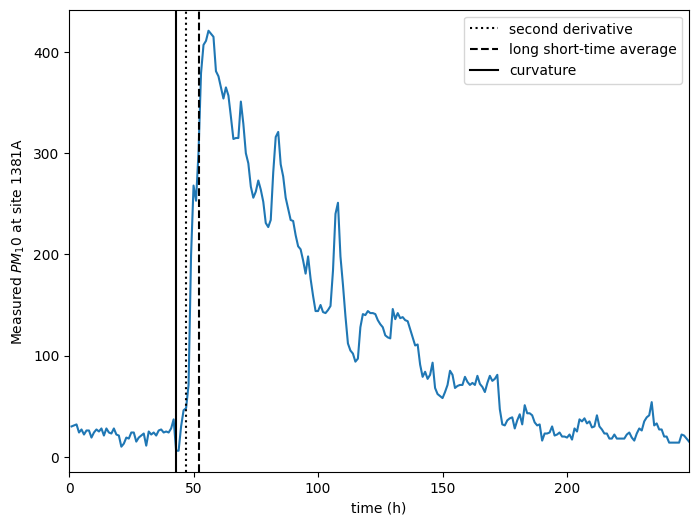 second derivative
long short-time average
curvature
400
300
200
100
0
Measured PM₁0 at site 1381A
0 50 100 150 200
time (h)